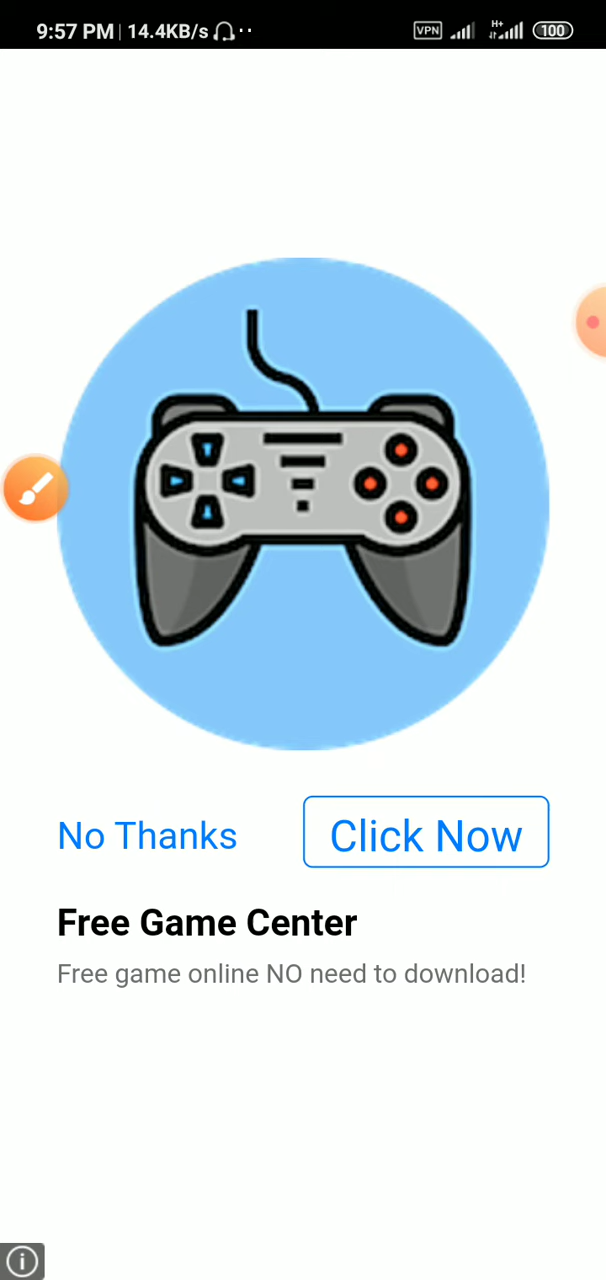 9:57 PM | 14.4KB/s VPN H+ 100
No Thanks
Click Now
Free Game Center
Free game online NO need to download!